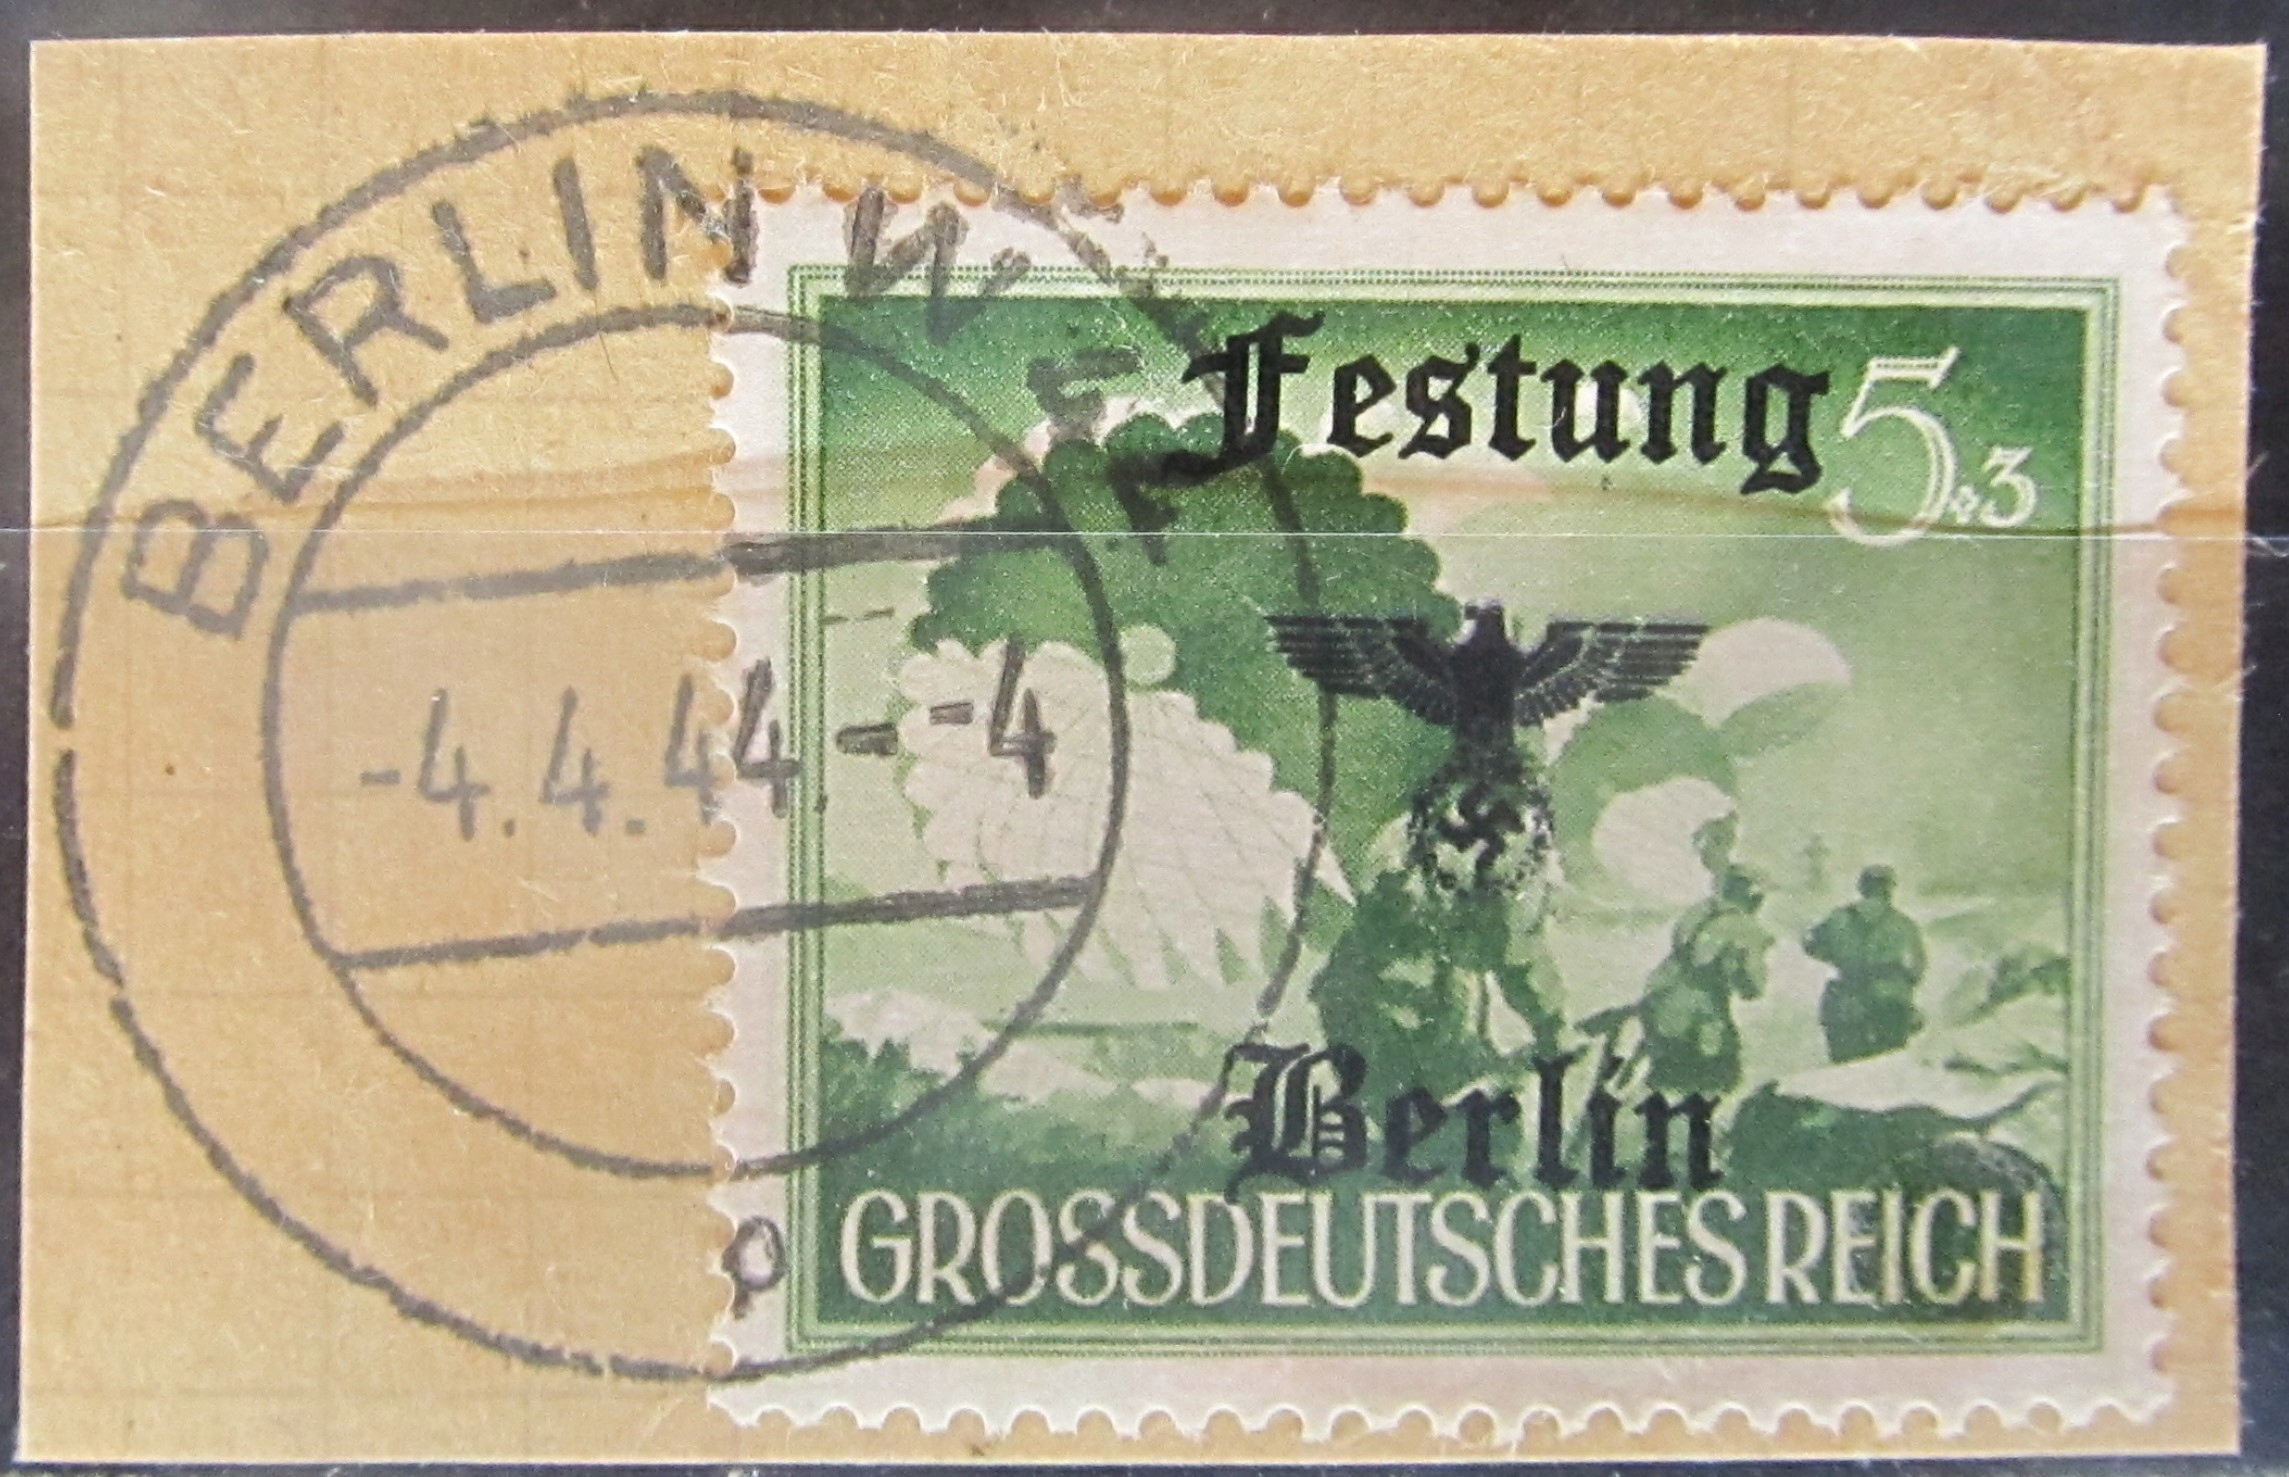 BERLIN
-4.4.44--4
Festung
5+3
Berlin
GROSSDEUTSCHES REICH